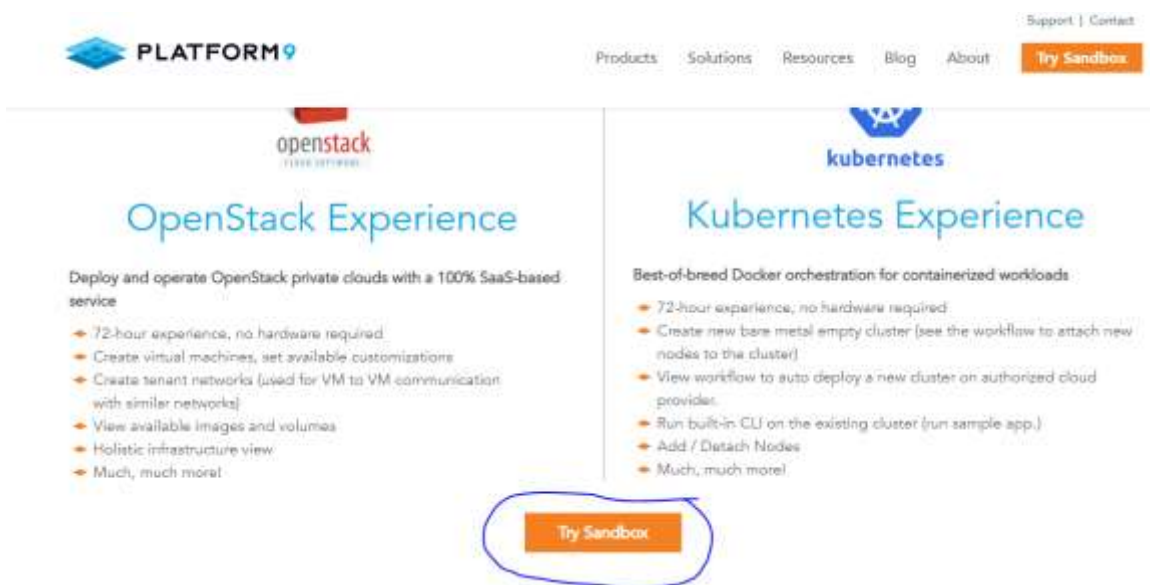 Support | Contact
PLATFORM9
Products Solutions Resources Blog About Try Sandbox
openstack
CLOUD SOFTWARE
OpenStack Experience
Deploy and operate OpenStack private clouds with a 100% SaaS-based
service
72-hour experience, no hardware required
Create virtual machines, set available customizations
Create tenant networks (used for VM to VM communication
with similar networks)
View available images and volumes
Holistic infrastructure view
Much, much more!
kubernetes
Kubernetes Experience
Best-of-breed Docker orchestration for containerized workloads
72-hour experience, no hardware required
Create new bare metal empty cluster (see the workflow to attach new
nodes to the cluster)
View workflow to auto deploy a new cluster on authorized cloud
provider.
Run built-in CLI on the existing cluster (run sample app.)
Add / Detach Nodes
Much, much more!
Try Sandbox